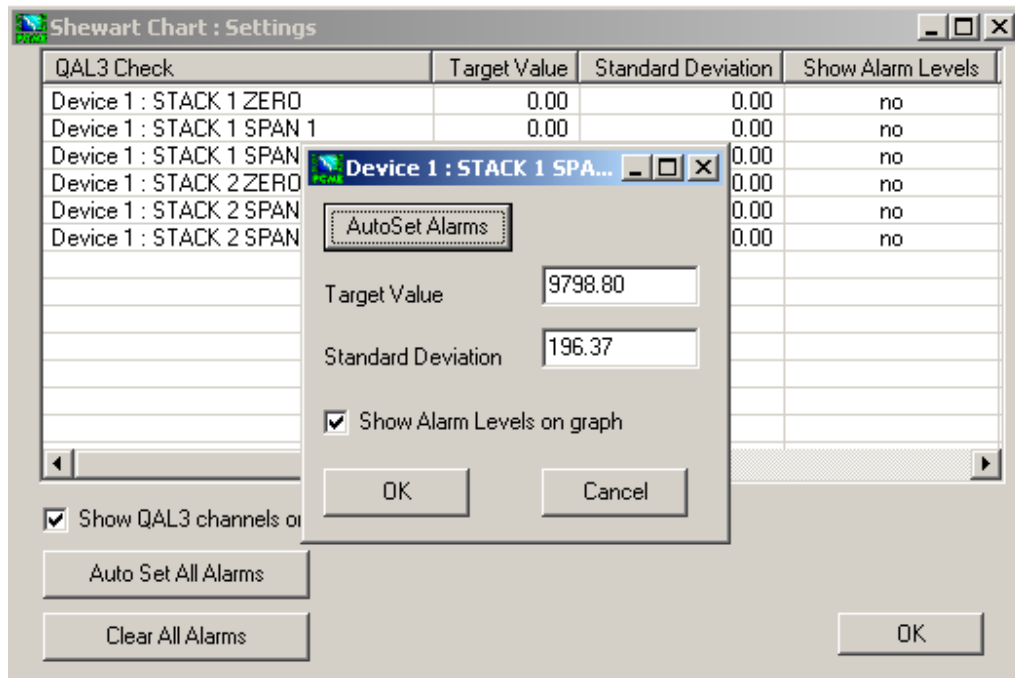 Shewart Chart : Settings
QAL3 Check Target Value Standard Deviation Show Alarm Levels
Device 1 : STACK 1 ZERO 0.00 0.00 no
Device 1 : STACK 1 SPAN 1 0.00 0.00 no
Device 1 : STACK 1 SPAN 0.00 no
Device 1 : STACK 2 ZERO 0.00 no
Device 1 : STACK 2 SPAN 0.00 no
Device 1 : STACK 2 SPAN 0.00 no
Device 1 : STACK 1 SPA...
AutoSet Alarms
Target Value 9798.80
Standard Deviation 196.37
Show Alarm Levels on graph
OK Cancel
Show QAL3 channels
Auto Set All Alarms
Clear All Alarms
OK